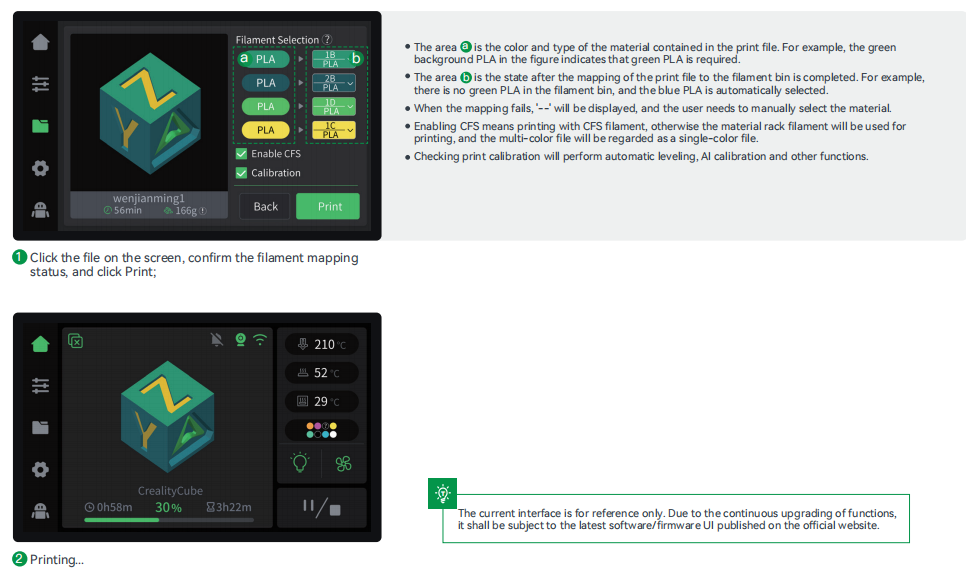 Filament Selection ?
a PLA 1B PLA b
PLA 2B PLA
PLA 1D PLA
PLA 1C PLA
Enable CFS
Calibration
wenjianming1
56min 166g
Back Print
• The area a is the color and type of the material contained in the print file. For example, the green
background PLA in the figure indicates that green PLA is required.
• The area b is the state after the mapping of the print file to the filament bin is completed. For example,
there is no green PLA in the filament bin, and the blue PLA is automatically selected.
• When the mapping fails, '--' will be displayed, and the user needs to manually select the material.
• Enabling CFS means printing with CFS filament, otherwise the material rack filament will be used for
printing, and the multi-color file will be regarded as a single-color file.
• Checking print calibration will perform automatic leveling, AI calibration and other functions.
1 Click the file on the screen, confirm the filament mapping
status, and click Print;
Z
Y
210 °C
52 °C
29 °C
CrealityCube
0h58m 30% 3h22m
2 Printing...
The current interface is for reference only. Due to the continuous upgrading of functions,
it shall be subject to the latest software/firmware UI published on the official website.